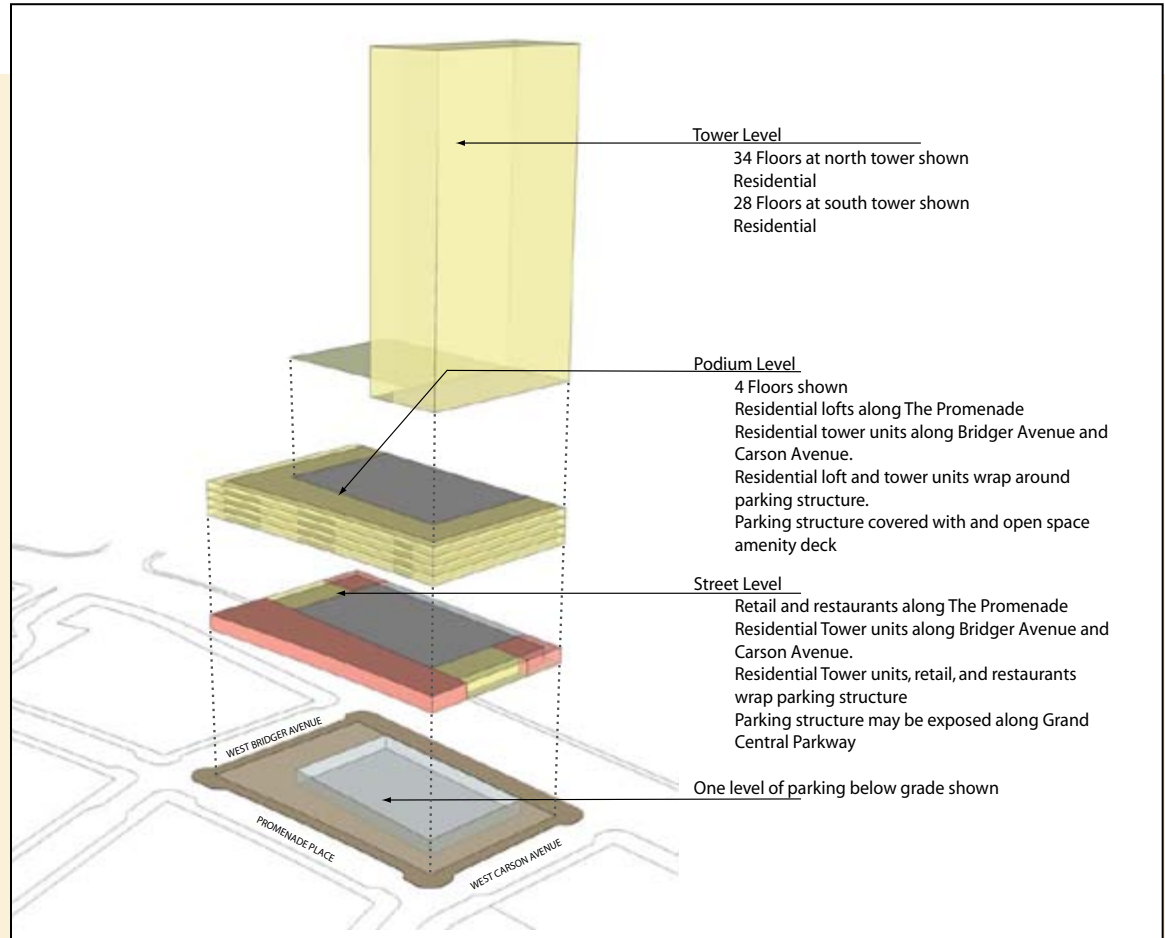 Tower Level
34 Floors at north tower shown
Residential
28 Floors at south tower shown
Residential
Podium Level
4 Floors shown
Residential lofts along The Promenade
Residential tower units along Bridger Avenue and
Carson Avenue.
Residential loft and tower units wrap around
parking structure.
Parking structure covered with and open space
amenity deck
Street Level
Retail and restaurants along The Promenade
Residential Tower units along Bridger Avenue and
Carson Avenue.
Residential Tower units, retail, and restaurants
wrap parking structure
Parking structure may be exposed along Grand
Central Parkway
One level of parking below grade shown
WEST BRIDGER AVENUE
PROMENADE PLACE
WEST CARSON AVENUE